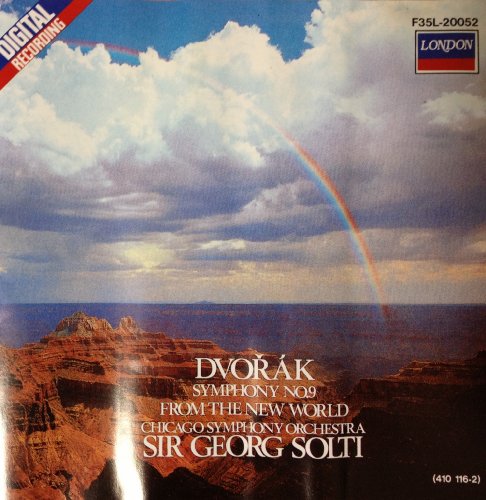 DIGITAL
RECORDING
F35L-20052
LONDON
DVOŘÁK
SYMPHONY NO.9
FROM THE NEW WORLD
CHICAGO SYMPHONY ORCHESTRA
SIR GEORG SOLTI
(410 116-2)